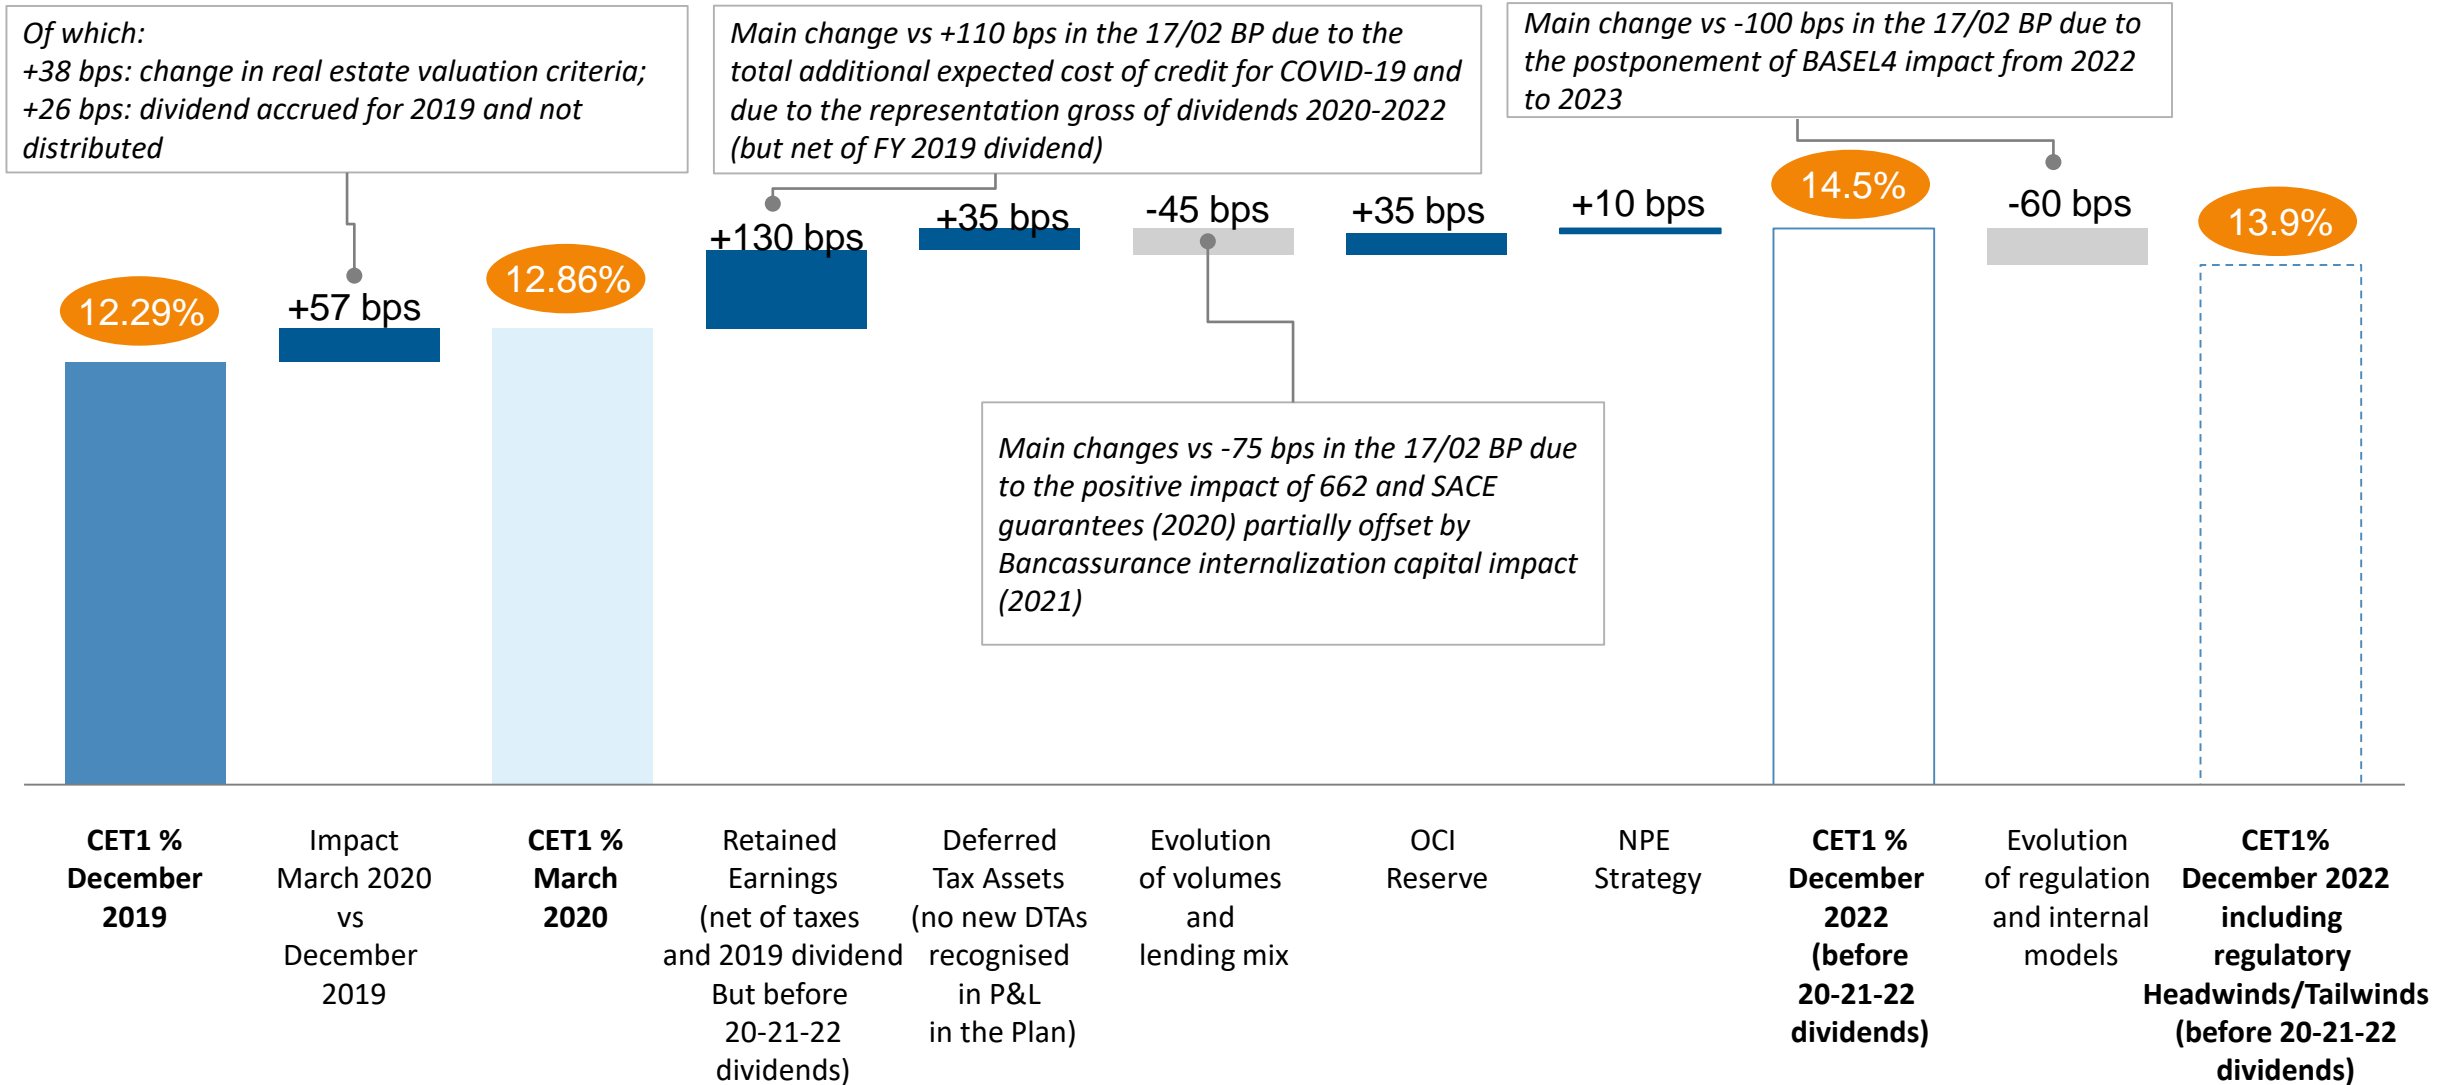 Of which:
+38 bps: change in real estate valuation criteria;
+26 bps: dividend accrued for 2019 and not
distributed
Main change vs +110 bps in the 17/02 BP due to the
total additional expected cost of credit for COVID-19 and
due to the representation gross of dividends 2020-2022
(but net of FY 2019 dividend)
Main change vs -100 bps in the 17/02 BP due to
the postponement of BASEL4 impact from 2022
to 2023
12.29%
+57 bps
12.86%
+130 bps
+35 bps
-45 bps
+35 bps
+10 bps
14.5%
-60 bps
13.9%
Main changes vs -75 bps in the 17/02 BP due
to the positive impact of 662 and SACE
guarantees (2020) partially offset by
Bancassurance internalization capital impact
(2021)
CET1 %
December
2019
Impact
March 2020
vs
December
2019
CET1 %
March
2020
Retained
Earnings
(net of taxes
and 2019 dividend
But before
20-21-22
dividends)
Deferred
Tax Assets
(no new DTAs
recognised
in P&L
in the Plan)
Evolution
of volumes
and
lending mix
OCI
Reserve
NPE
Strategy
CET1 %
December
2022
(before
20-21-22
dividends)
Evolution
of regulation
and internal
models
CET1%
December 2022
including
regulatory
Headwinds/Tailwinds
(before 20-21-22
dividends)